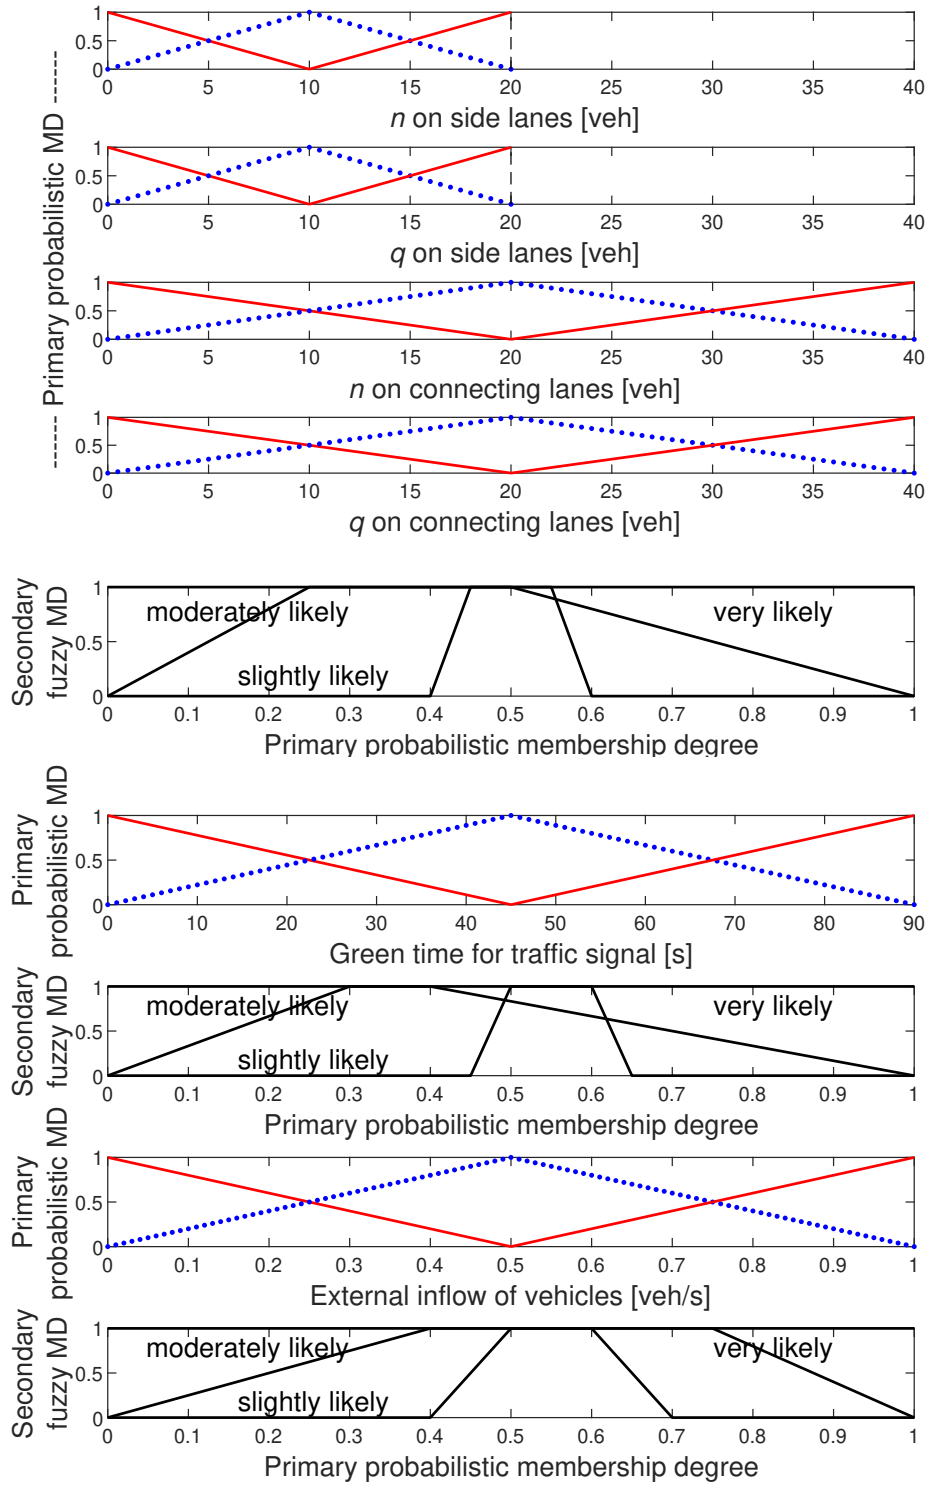 ------ Primary probabilistic MD ------
1
0.5
0
0 5 10 15 20 25 30 35 40
n on side lanes [veh]
1
0.5
0
0 5 10 15 20 25 30 35 40
q on side lanes [veh]
1
0.5
0
0 5 10 15 20 25 30 35 40
n on connecting lanes [veh]
1
0.5
0
0 5 10 15 20 25 30 35 40
q on connecting lanes [veh]
Secondary
fuzzy MD
1
0.5
0
moderately likely
very likely
slightly likely
0 0.1 0.2 0.3 0.4 0.5 0.6 0.7 0.8 0.9 1
Primary probabilistic membership degree
Primary
probabilistic MD
1
0.5
0
0 10 20 30 40 50 60 70 80 90
Green time for traffic signal [s]
Secondary
fuzzy MD
1
0.5
0
moderately likely
very likely
slightly likely
0 0.1 0.2 0.3 0.4 0.5 0.6 0.7 0.8 0.9 1
Primary probabilistic membership degree
Primary
probabilistic MD
1
0.5
0
0 0.1 0.2 0.3 0.4 0.5 0.6 0.7 0.8 0.9 1
External inflow of vehicles [veh/s]
Secondary
fuzzy MD
1
0.5
0
moderately likely
very likely
slightly likely
0 0.1 0.2 0.3 0.4 0.5 0.6 0.7 0.8 0.9 1
Primary probabilistic membership degree